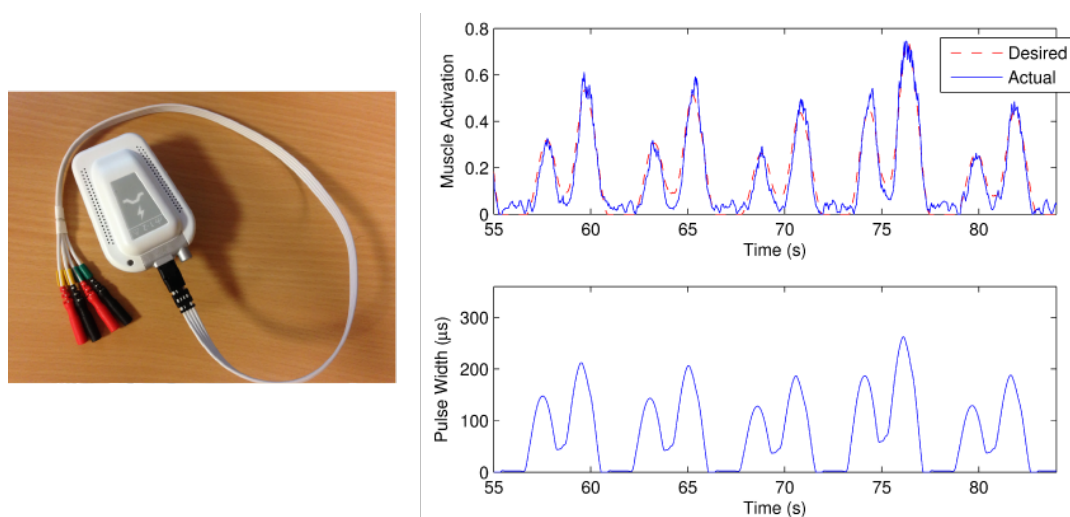 0.8
0.6
0.4
0.2
0
Muscle Activation
Desired
Actual
55 60 65 70 75 80
Time (s)
300
200
100
0
Pulse Width (μs)
55 60 65 70 75 80
Time (s)